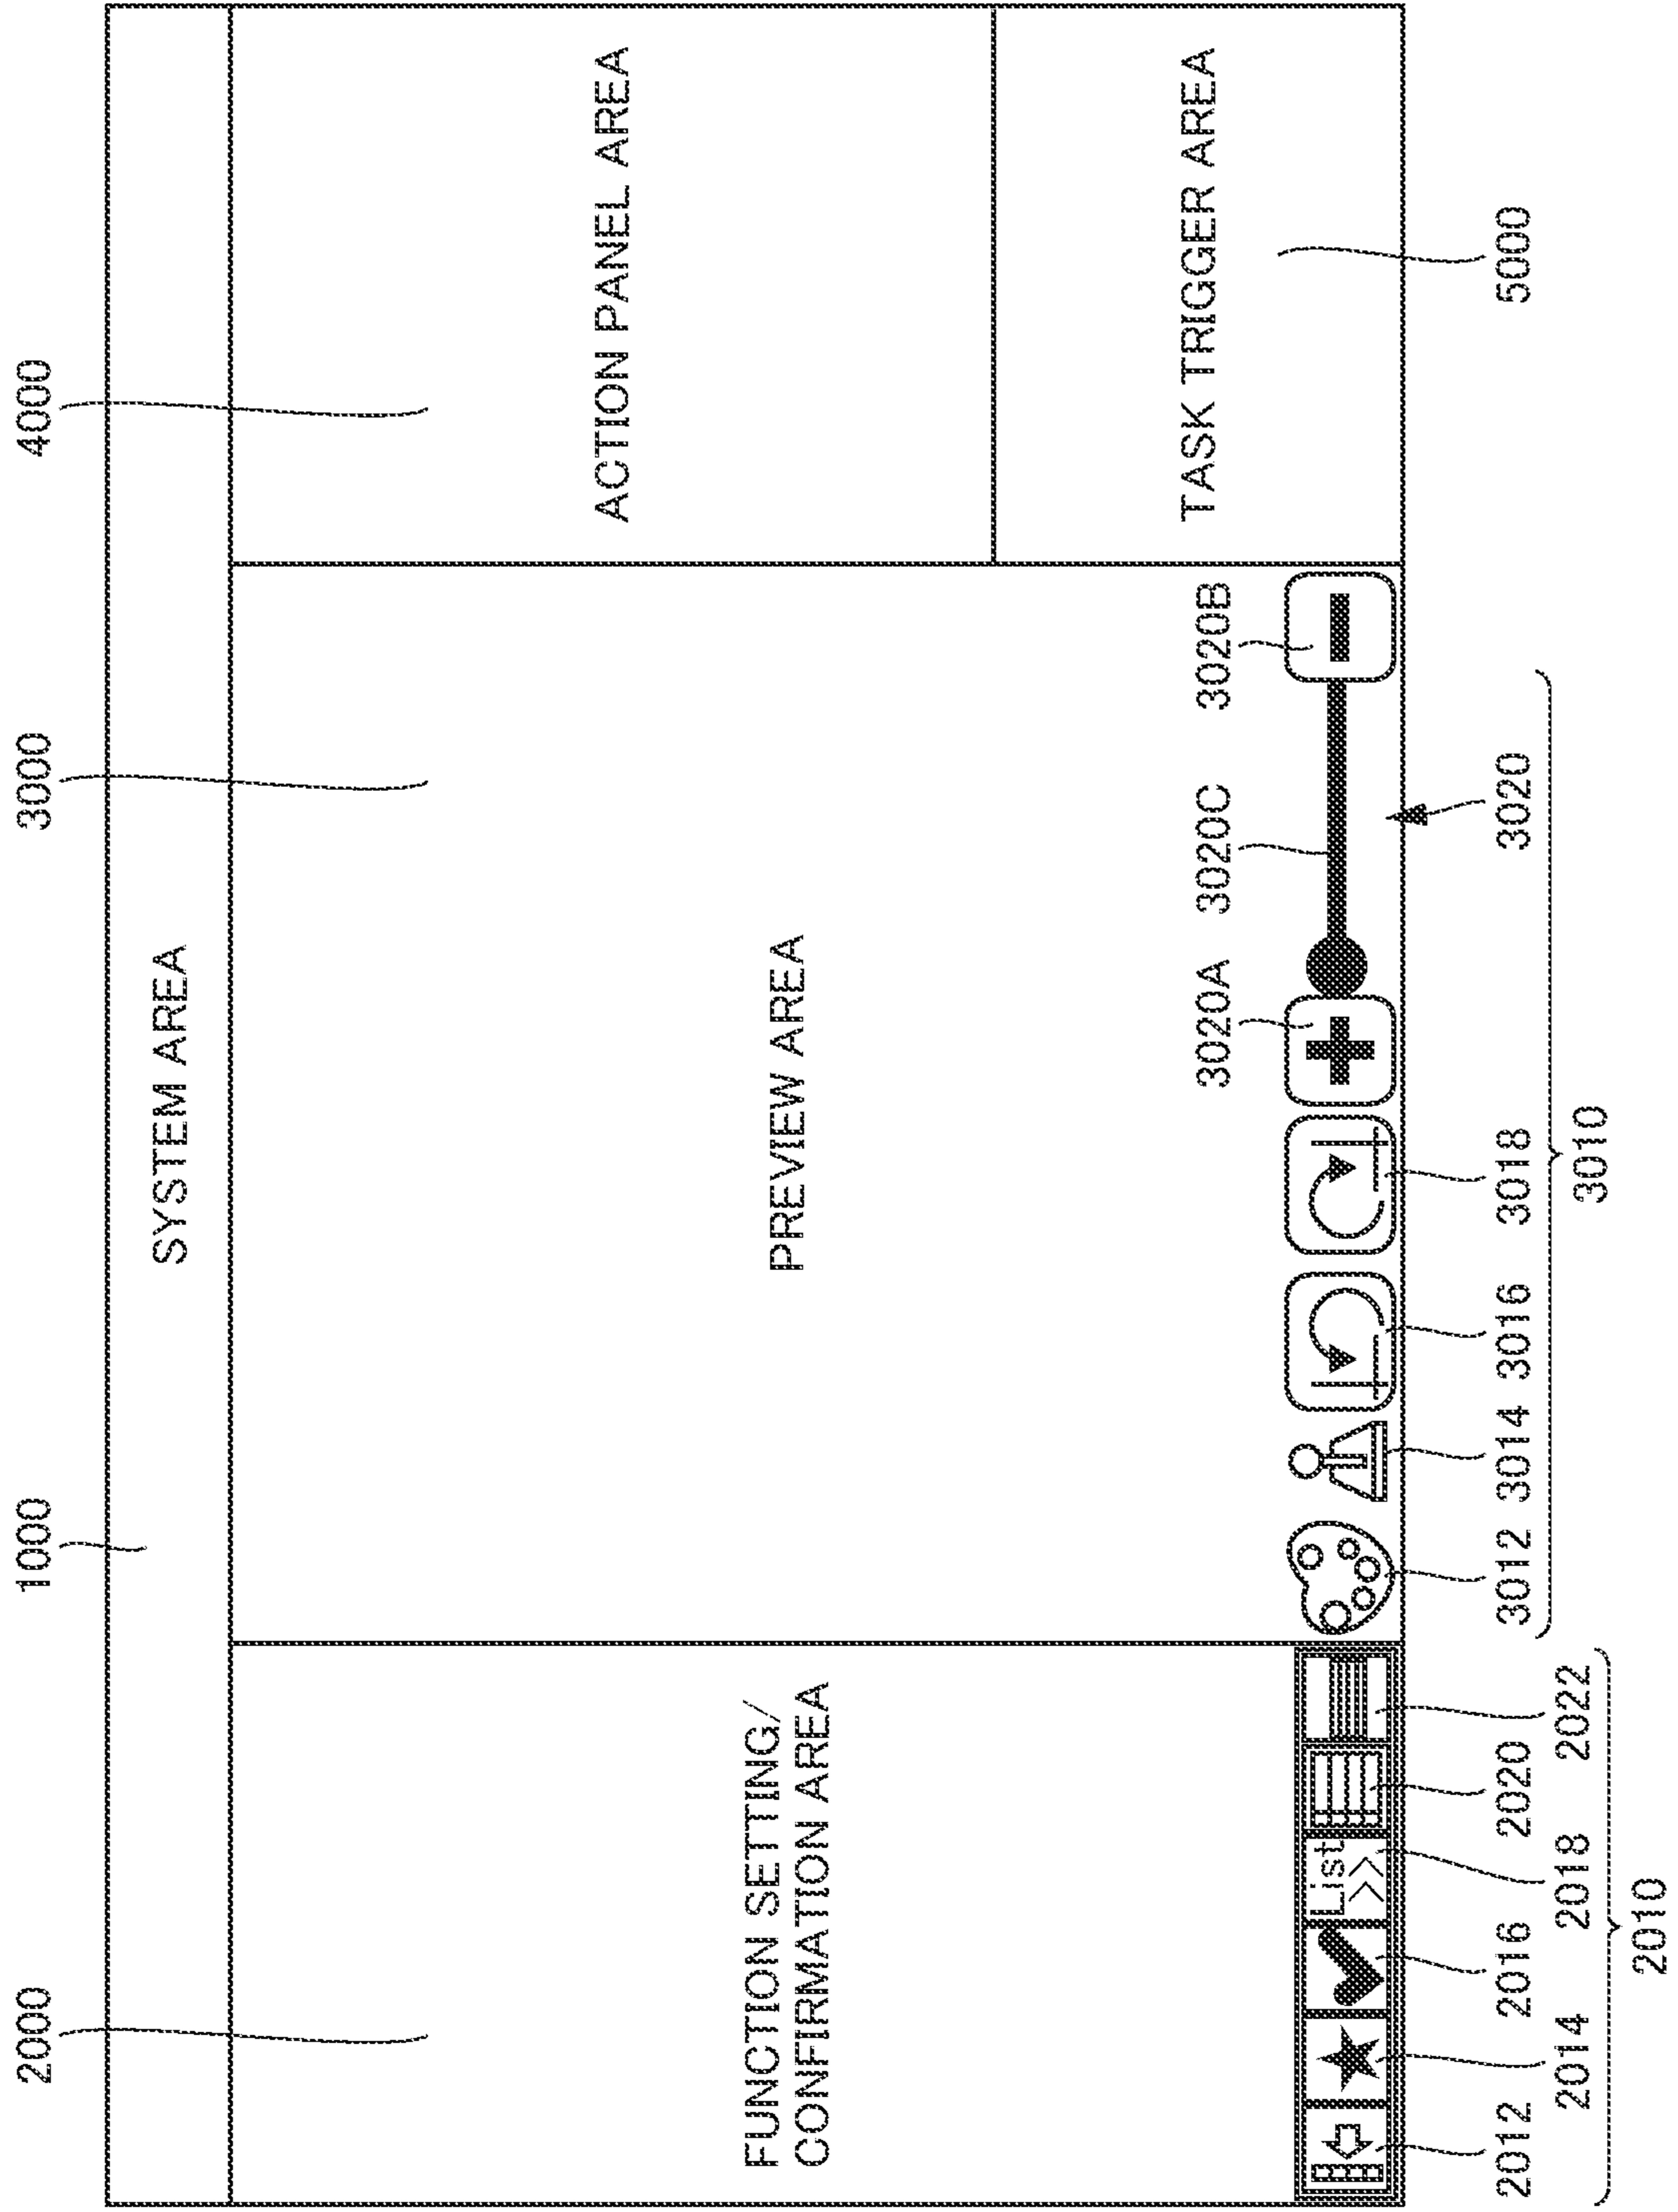 2000
1000
3000
4000
SYSTEM AREA
FUNCTION SETTING/
CONFIRMATION AREA
PREVIEW AREA
ACTION PANEL AREA
TASK TRIGGER AREA
3020A
3020C
3020B
List
>>
2012
2014
2016
2018
2020
2022
2010
3012
3014
3016
3018
3020
3010
5000